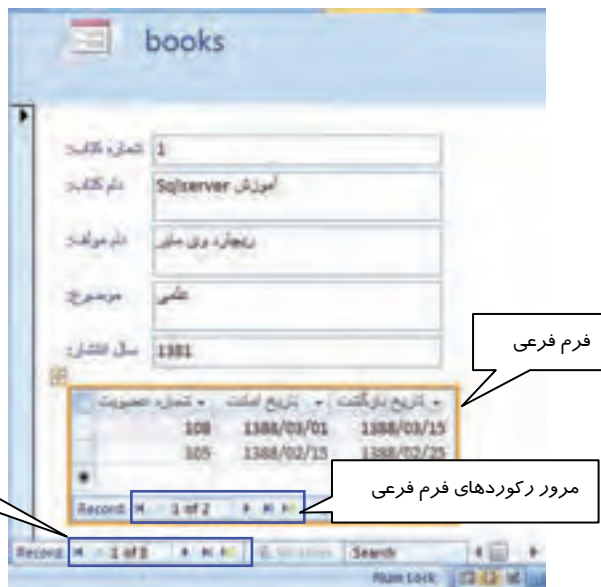 books
شماره کتاب: 1
نام کتاب: آموزش Sqlserver
نام مولف: ریچارد وی مایر
موضوع: علمی
سال انتشار: 1381
فرم فرعی
شماره عضویت تاریخ امانت تاریخ بازگشت
108 1388/03/01 1388/03/15
105 1388/02/15 1388/02/25
مرور رکوردهای فرم فرعی
Record: 1 of 2
Record: 1 of 8 Search
Num Lock